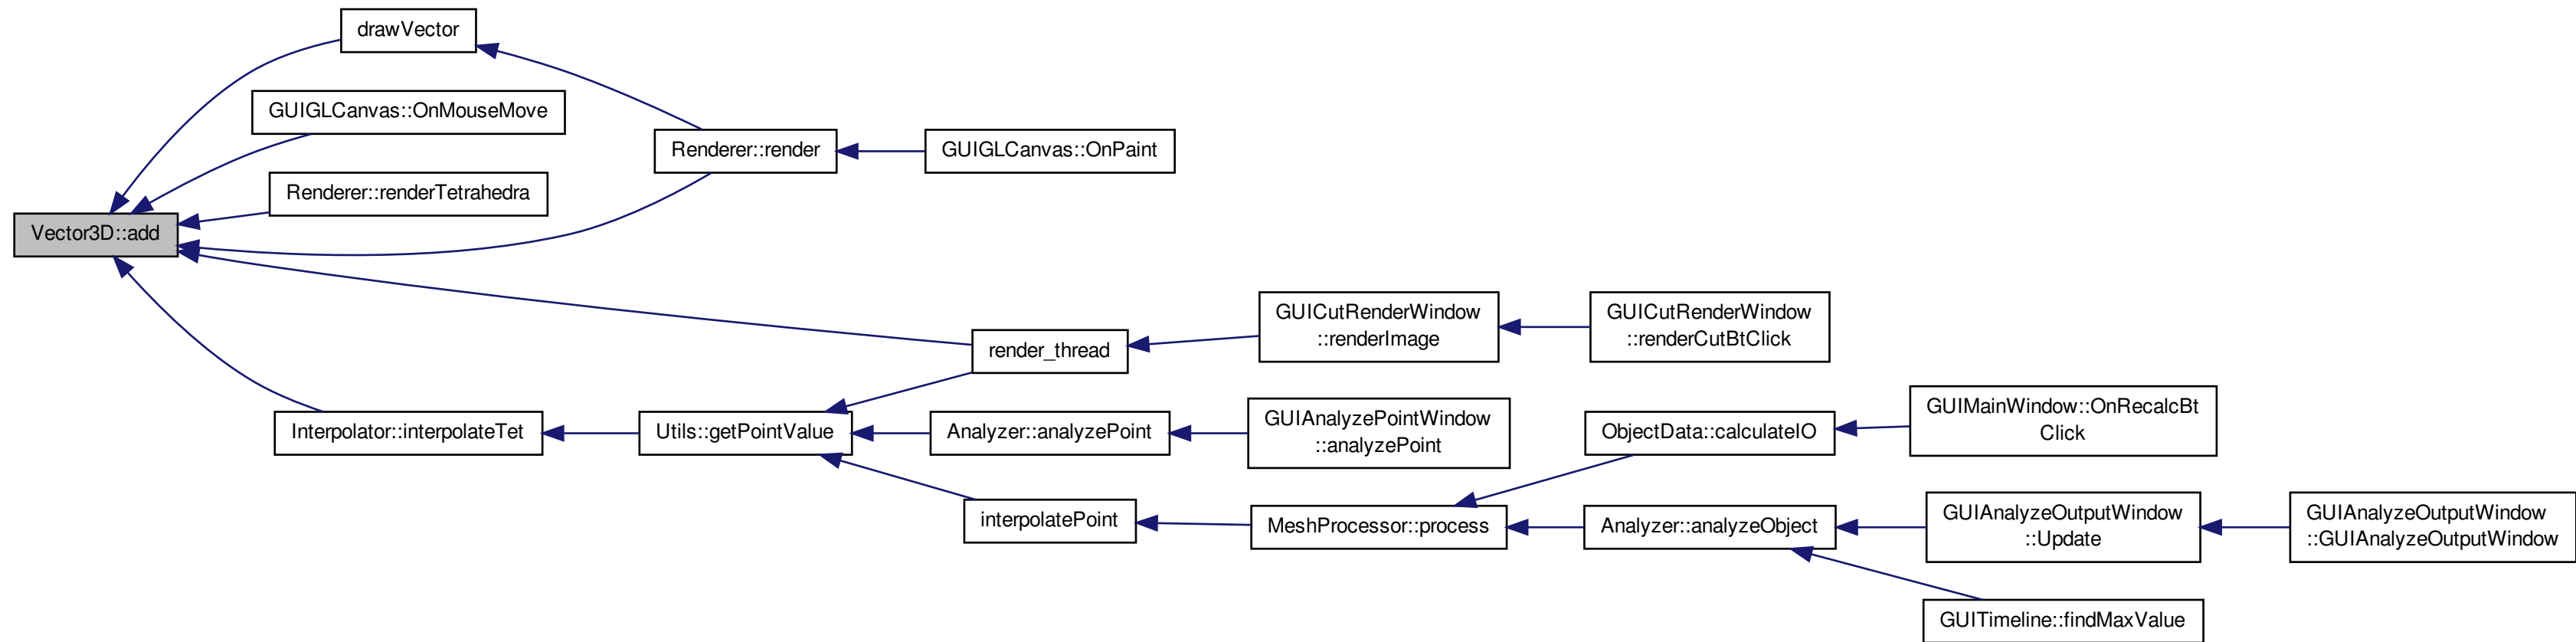 drawVector
GUIGLCanvas::OnMouseMove
Renderer::render
GUIGLCanvas::OnPaint
Renderer::renderTetrahedra
Vector3D::add
GUICutRenderWindow
::renderImage
GUICutRenderWindow
::renderCutBtClick
render_thread
Interpolator::interpolateTet
Utils::getPointValue
Analyzer::analyzePoint
GUIAnalyzePointWindow
::analyzePoint
ObjectData::calculateIO
GUIMainWindow::OnRecalcBt
Click
interpolatePoint
MeshProcessor::process
Analyzer::analyzeObject
GUIAnalyzeOutputWindow
::Update
GUIAnalyzeOutputWindow
::GUIAnalyzeOutputWindow
GUITimeline::findMaxValue